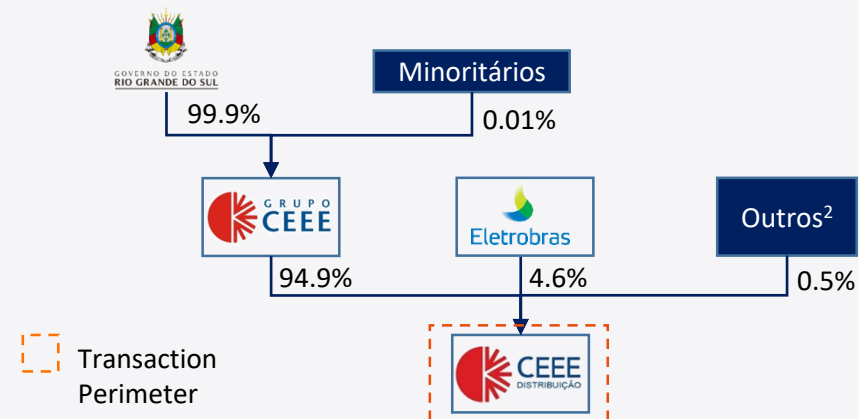 GOVERNO DO ESTADO
RIO GRANDE DO SUL
Minoritários
99.9%
0.01%
GRUPO
CEEE
Eletrobras
Outros²
94.9%
4.6%
0.5%
Transaction
Perimeter
CEEE
DISTRIBUIÇÃO